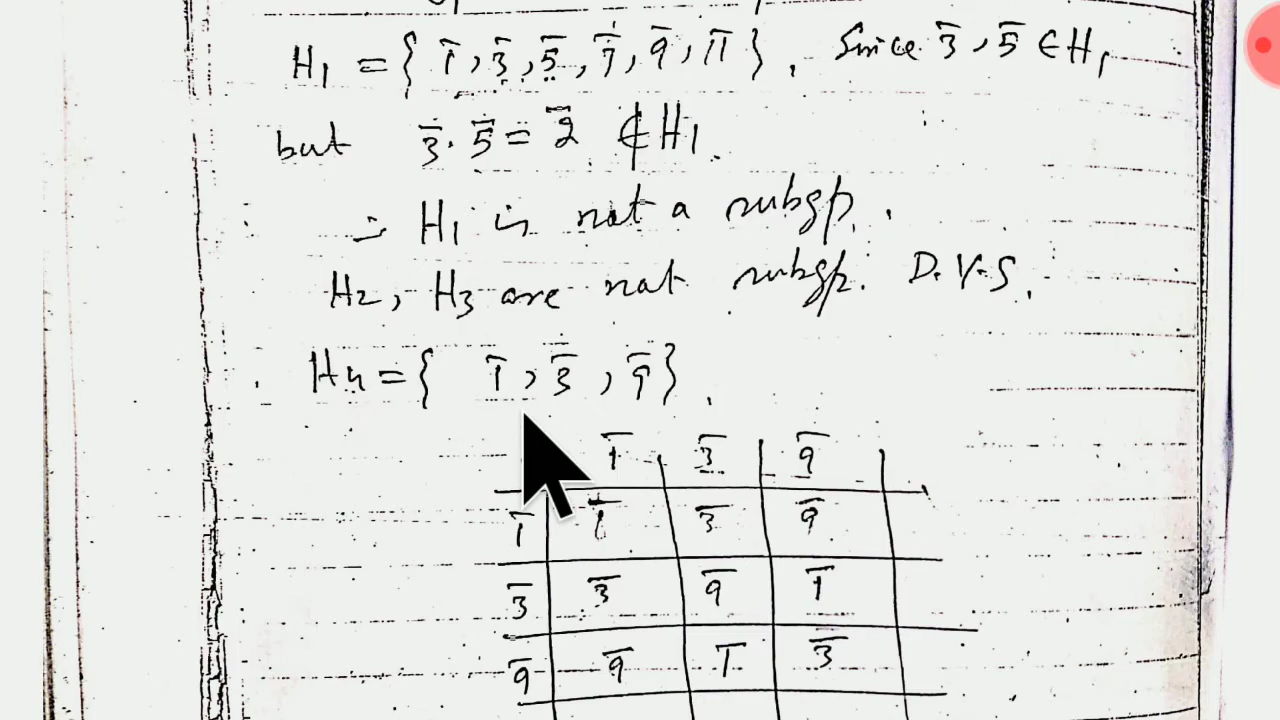 H₁ = { 1̄, 3̄, 5̄, 7̄, 9̄, 1̄1̄ }. Since 3̄, 5̄ ∈ H₁
but 3̄. 5̄ = 2̄ ∉ H₁.
∴ H₁ is not a subgp.
H₂, H₃ are not subgp. D.Y.S.
H₄ = { 1̄, 3̄, 9̄ }.
1̄ 3̄ 9̄
1̄ 1̄ 3̄ 9̄
3̄ 3̄ 9̄ 1̄
9̄ 9̄ 1̄ 3̄